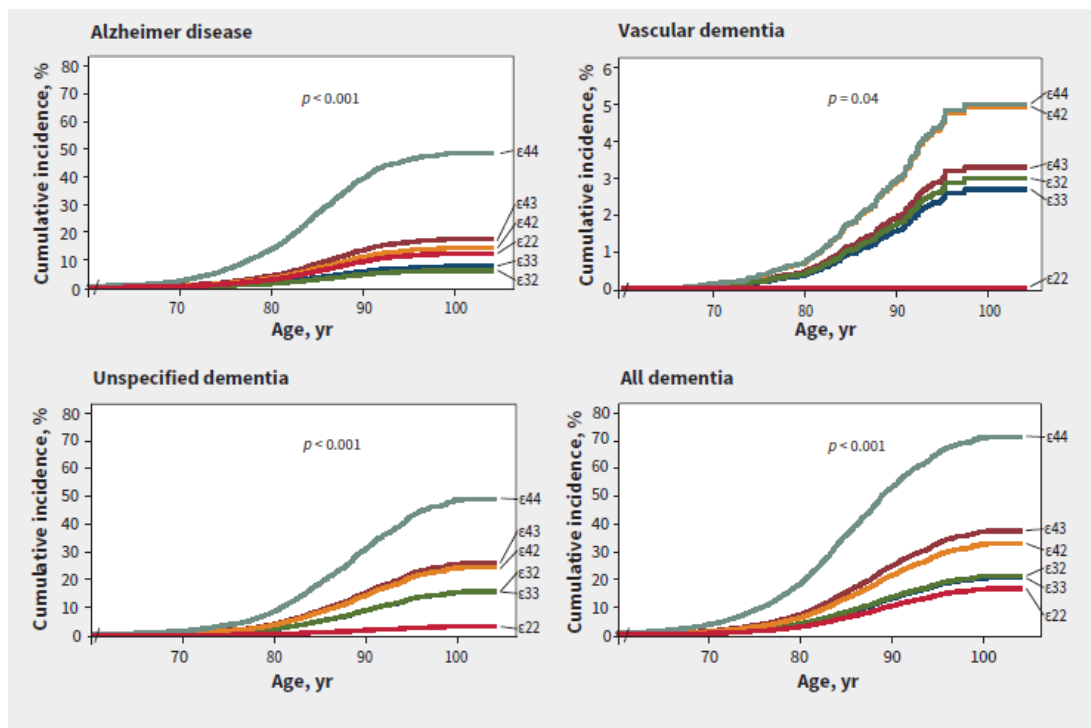 Alzheimer disease
Cumulative incidence, %
80
70
60
50
40
30
20
10
0
p < 0.001
ε44
ε43
ε42
ε22
ε33
ε32
70 80 90 100
Age, yr
Vascular dementia
Cumulative incidence, %
6
5
4
3
2
1
0
p = 0.04
ε44
ε42
ε43
ε32
ε33
ε22
70 80 90 100
Age, yr
Unspecified dementia
Cumulative incidence, %
80
70
60
50
40
30
20
10
0
p < 0.001
ε44
ε43
ε42
ε32
ε33
ε22
70 80 90 100
Age, yr
All dementia
Cumulative incidence, %
80
70
60
50
40
30
20
10
0
p < 0.001
ε44
ε43
ε42
ε32
ε33
ε22
70 80 90 100
Age, yr